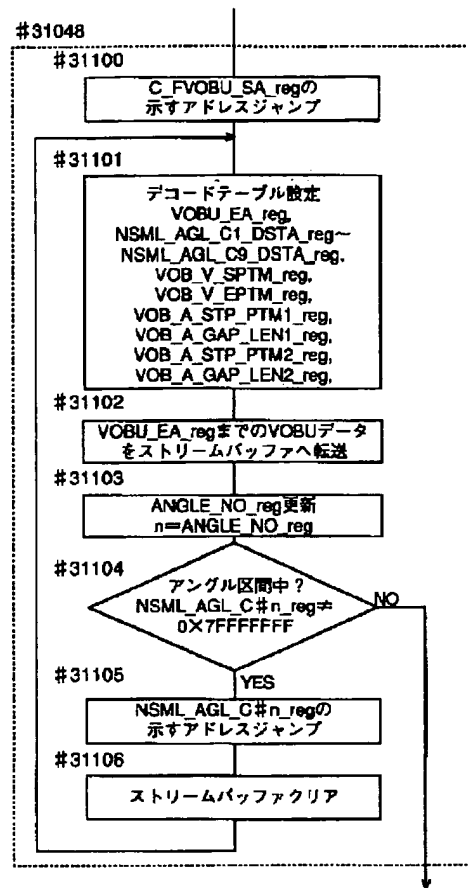 #31048
#31100
C_FVOBU_SA_regの
示すアドレスジャンプ
#31101
デコードテーブル設定
VOBU_EA_reg,
NSML_AGL_C1_DSTA_reg～
NSML_AGL_C9_DSTA_reg,
VOB_V_SPTM_reg,
VOB_V_EPTM_reg,
VOB_A_STP_PTM1_reg,
VOB_A_GAP_LEN1_reg,
VOB_A_STP_PTM2_reg,
VOB_A_GAP_LEN2_reg,
#31102
VOBU_EA_regまでのVOBUデータ
をストリームバッファへ転送
#31103
ANGLE_NO_reg更新
n=ANGLE_NO_reg
#31104
アングル区間中？
NSML_AGL_C#n_reg≠
0×7FFFFFFF
NO
YES
#31105
NSML_AGL_C#n_regの
示すアドレスジャンプ
#31106
ストリームバッファクリア